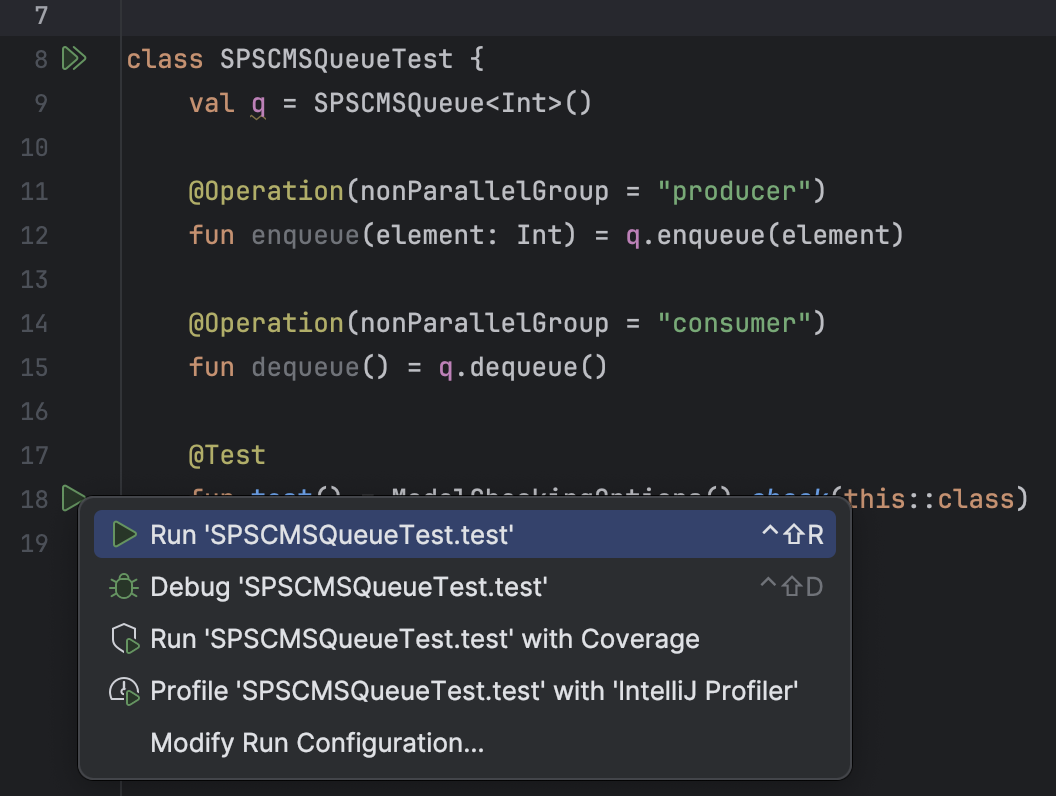 7
8 class SPSCMSQueueTest {
9 val q = SPSCMSQueue<Int>()
10
11 @Operation(nonParallelGroup = "producer")
12 fun enqueue(element: Int) = q.enqueue(element)
13
14 @Operation(nonParallelGroup = "consumer")
15 fun dequeue() = q.dequeue()
16
17 @Test
18 fun test() = ModelCheckingOptions().check(this::class)
19
Run 'SPSCMSQueueTest.test' ^⇧R
Debug 'SPSCMSQueueTest.test' ^⇧D
Run 'SPSCMSQueueTest.test' with Coverage
Profile 'SPSCMSQueueTest.test' with 'IntelliJ Profiler'
Modify Run Configuration...